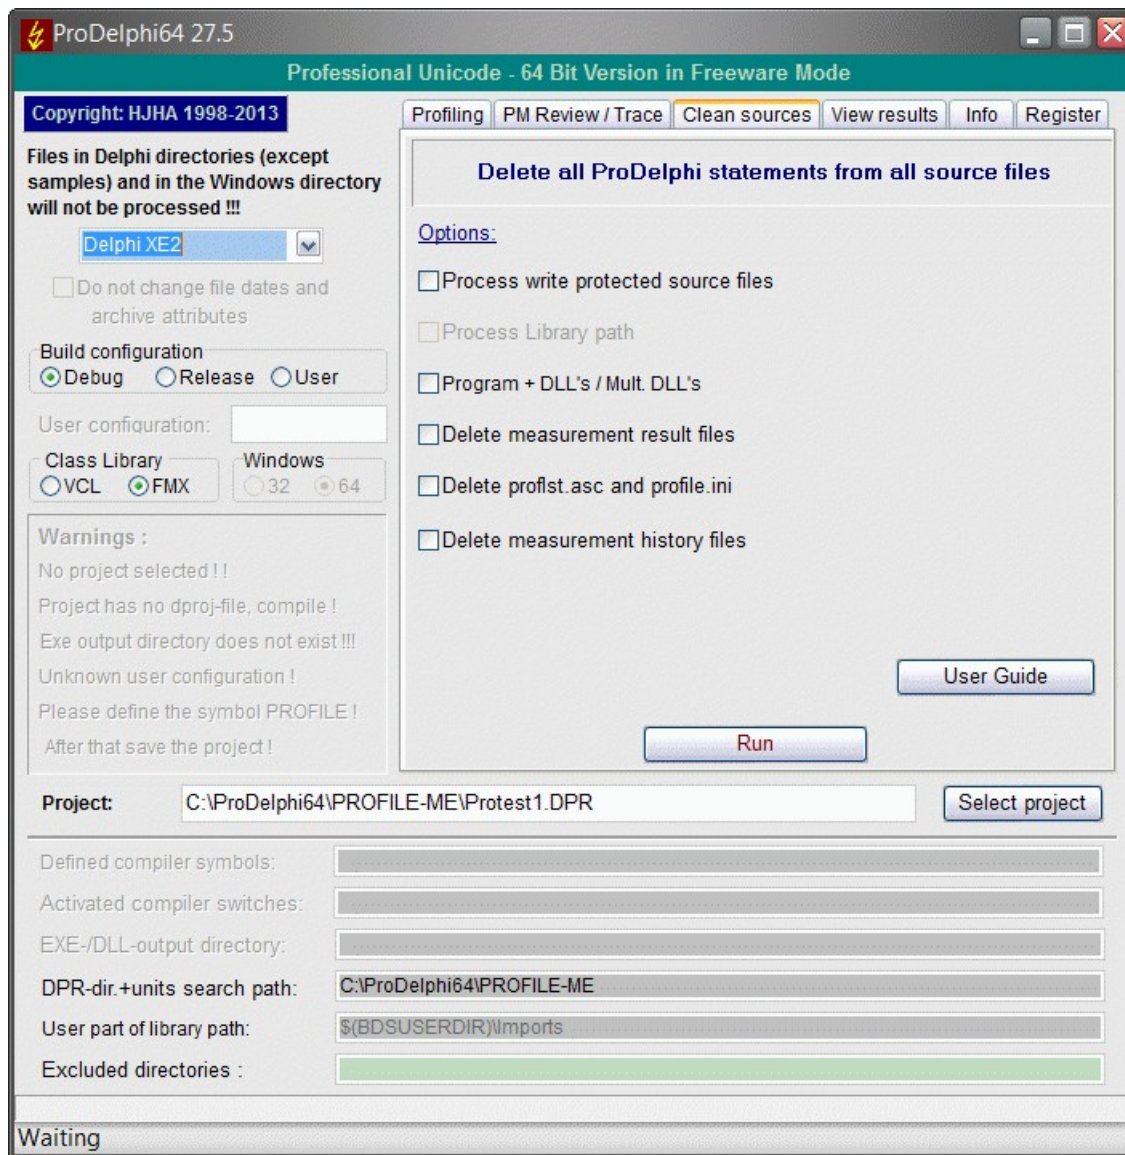 ProDelphi64 27.5
Professional Unicode - 64 Bit Version in Freeware Mode
Copyright: HJHA 1998-2013
Files in Delphi directories (except
samples) and in the Windows directory
will not be processed !!!
Delphi XE2
Do not change file dates and
archive attributes
Build configuration
Debug Release User
User configuration:
Class Library Windows
VCL FMX 32 64
Warnings :
No project selected ! !
Project has no dproj-file, compile !
Exe output directory does not exist !!!
Unknown user configuration !
Please define the symbol PROFILE !
After that save the project !
Profiling PM Review / Trace Clean sources View results Info Register
Delete all ProDelphi statements from all source files
Options:
Process write protected source files
Process Library path
Program + DLL's / Mult. DLL's
Delete measurement result files
Delete proflst.asc and profile.ini
Delete measurement history files
User Guide
Run
Project: C:\ProDelphi64\PROFILE-ME\Protest1.DPR Select project
Defined compiler symbols:
Activated compiler switches:
EXE-/DLL-output directory:
DPR-dir.+units search path: C:\ProDelphi64\PROFILE-ME
User part of library path: $(BDSUSERDIR)\Imports
Excluded directories :
Waiting